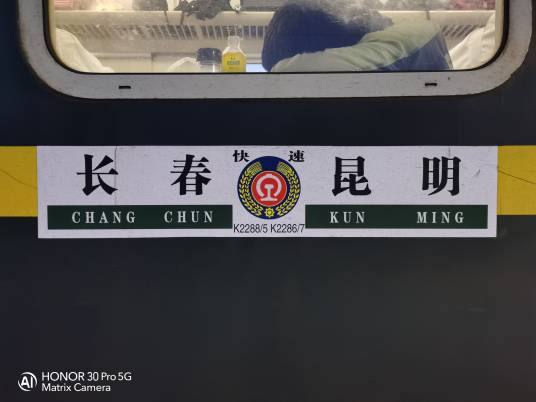 快速
长春 昆明
CHANG CHUN KUN MING
K2288/5 K2286/7
HONOR 30 Pro 5G
Matrix Camera